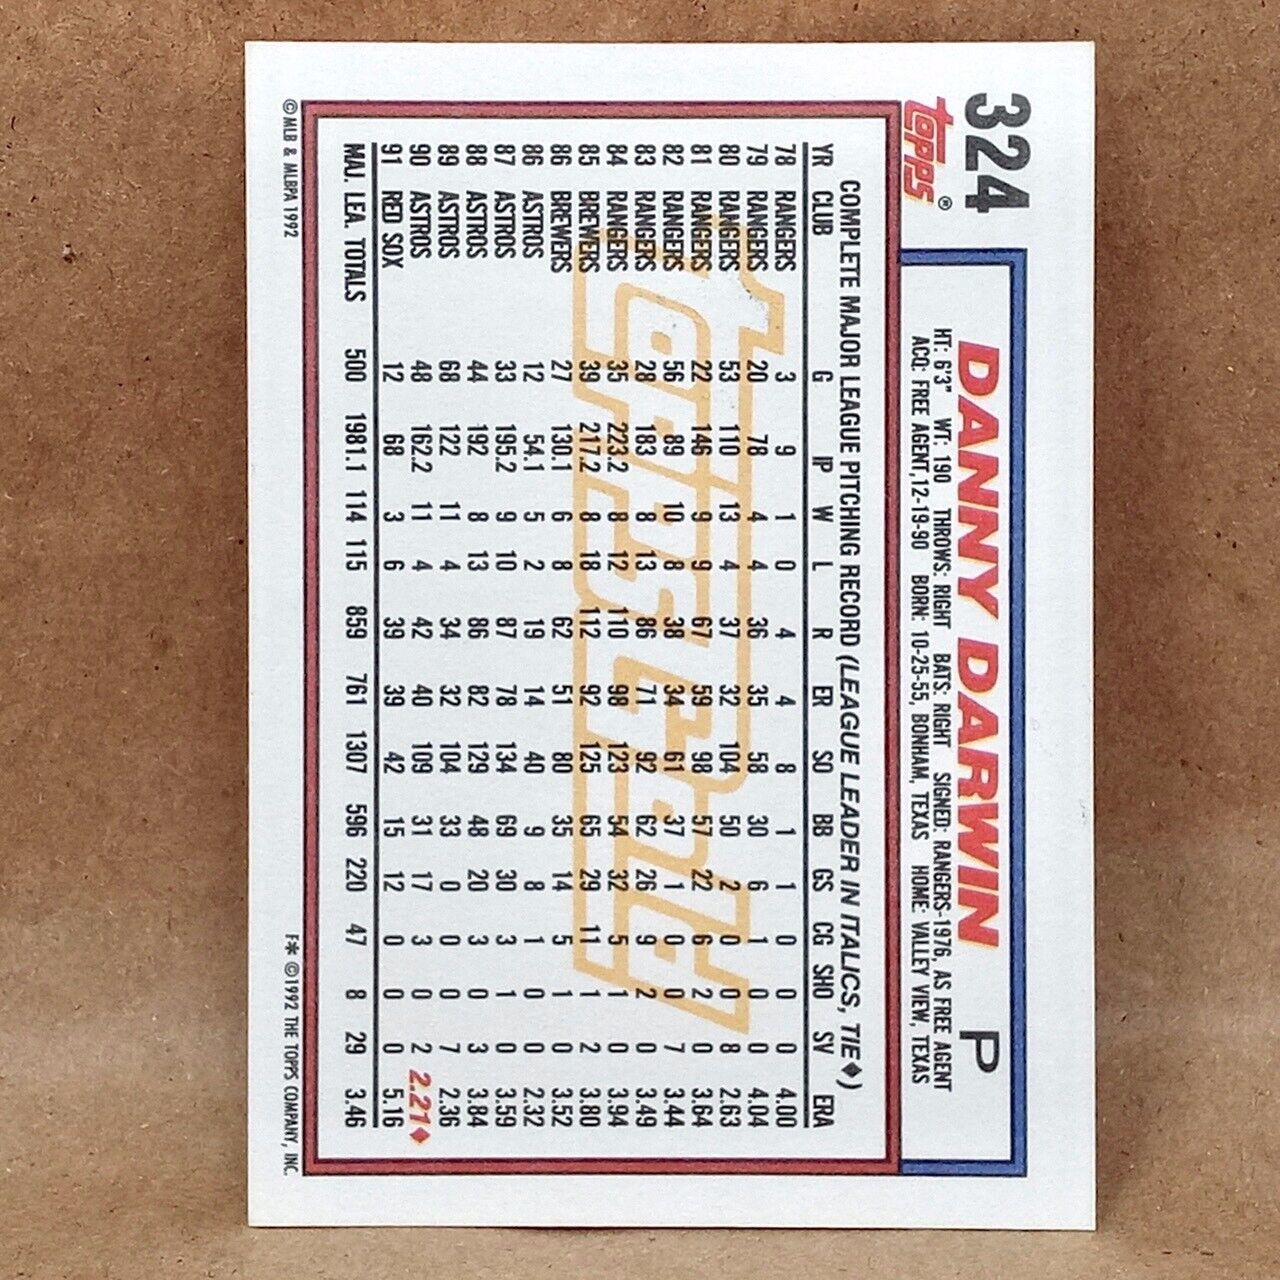 324
Topps®
DANNY DARWIN P
HT: 6'3" WT: 190 THROWS: RIGHT BATS: RIGHT SIGNED: RANGERS-1976, AS FREE AGENT
ACQ: FREE AGENT, 12-19-90 BORN: 10-25-55, BONHAM, TEXAS HOME: VALLEY VIEW, TEXAS
COMPLETE MAJOR LEAGUE PITCHING RECORD (LEAGUE LEADER IN ITALICS, TIE♦)
YR CLUB G IP W L R ER SO BB GS CG SHO SV ERA
78 RANGERS 3 9 1 0 4 4 8 1 1 0 0 0 4.00
79 RANGERS 20 78 4 4 36 35 58 30 6 1 0 0 4.04
80 RANGERS 53 110 13 4 37 32 104 50 2 0 0 8 2.63
81 RANGERS 22 146 9 9 67 59 98 57 22 6 2 0 3.64
82 RANGERS 56 89 10 8 38 34 61 37 1 0 0 7 3.44
83 RANGERS 28 183 8 13 86 71 92 62 26 9 2 0 3.49
84 RANGERS 35 223.2 8 12 110 98 123 54 32 5 1 0 3.94
85 BREWERS 39 217.2 8 18 112 92 125 65 29 11 1 2 3.80
86 BREWERS 27 130.1 6 8 62 51 80 35 14 5 1 0 3.52
86 ASTROS 12 54.1 5 2 19 14 40 9 8 1 0 0 2.32
87 ASTROS 33 195.2 9 10 87 78 134 69 30 3 1 0 3.59
88 ASTROS 44 192 8 13 86 82 129 48 20 3 0 3 3.84
89 ASTROS 68 122 11 4 34 32 104 33 0 0 0 7 2.36
90 ASTROS 48 162.2 11 4 42 40 109 31 17 3 0 2 2.21♦
91 RED SOX 12 68 3 6 39 39 42 15 12 0 0 0 5.16
MAJ. LEA. TOTALS 500 1981.1 114 115 859 761 1307 596 220 47 8 29 3.46
ToppsGold
©MLB & MLBPA 1992 F✻ ©1992 THE TOPPS COMPANY, INC.